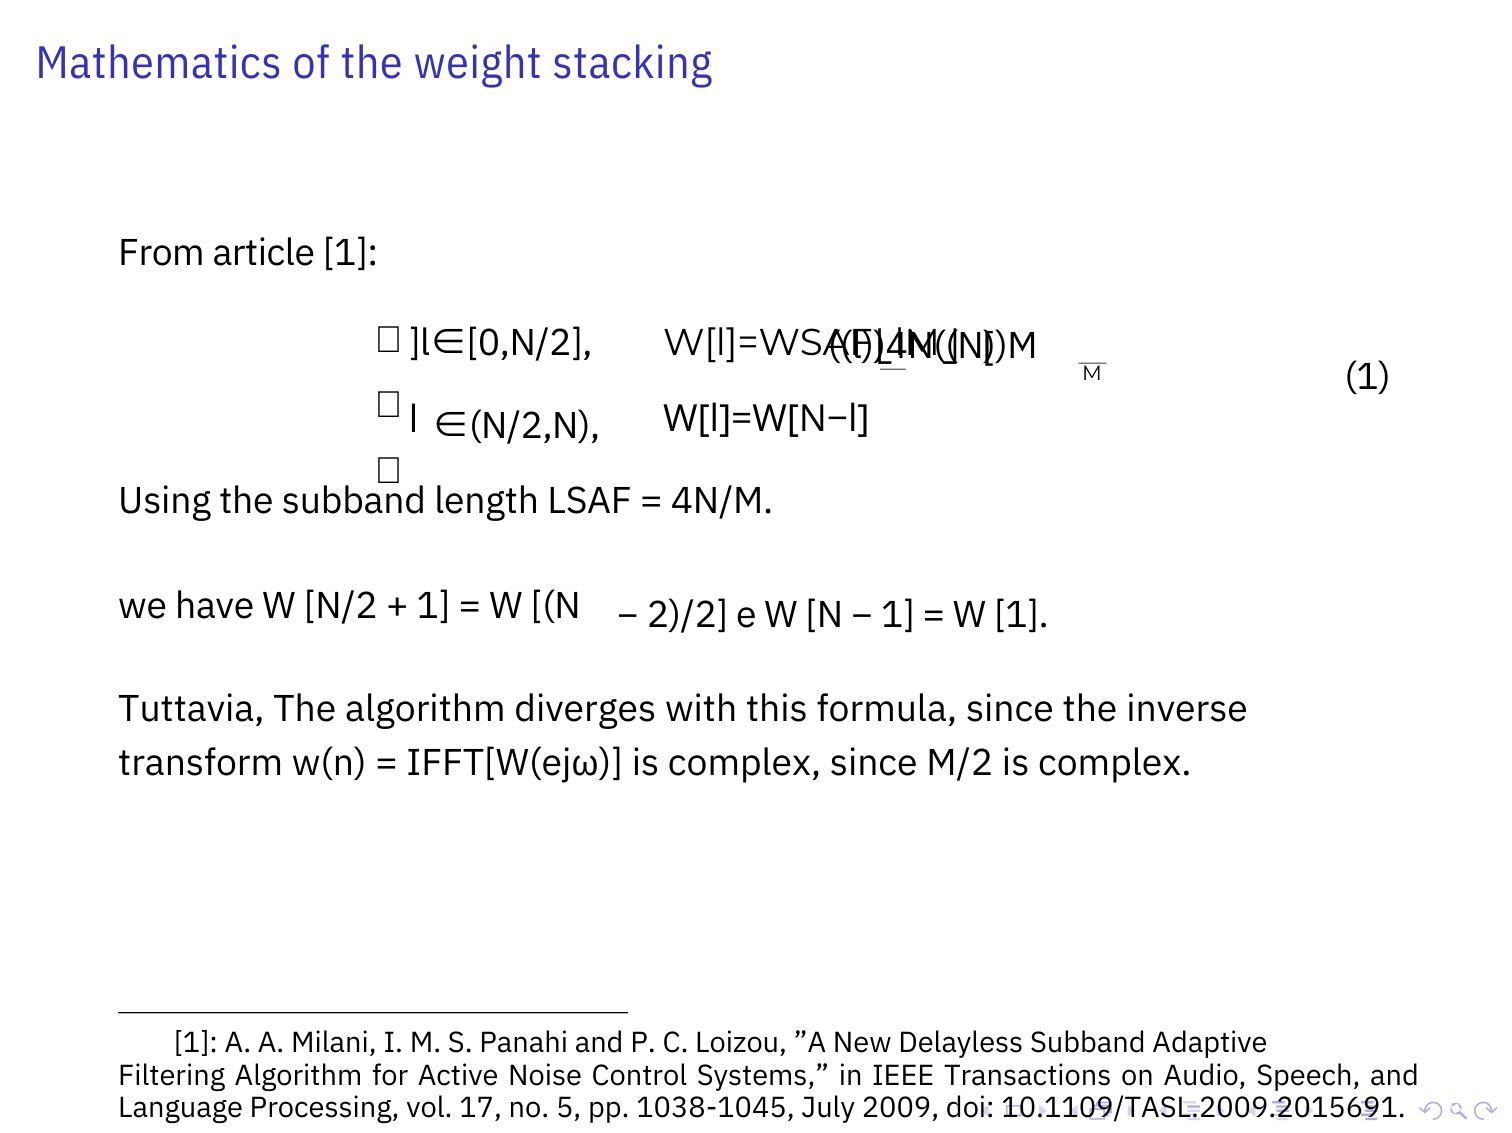 Mathematics of the weight stacking
From article [1]:
]l∈[0,N/2], W[l]=WSAF
M
(1)
l ∈(N/2,N), W[l]=W[N−l]
Using the subband length LSAF = 4N/M.
we have W [N/2 + 1] = W [(N − 2)/2] e W [N − 1] = W [1].
Tuttavia, The algorithm diverges with this formula, since the inverse
transform w(n) = IFFT[W(ejω)] is complex, since M/2 is complex.
[1]: A. A. Milani, I. M. S. Panahi and P. C. Loizou, ”A New Delayless Subband Adaptive
Filtering Algorithm for Active Noise Control Systems,” in IEEE Transactions on Audio, Speech, and
Language Processing, vol. 17, no. 5, pp. 1038-1045, July 2009, doi: 10.1109/TASL.2009.2015691.